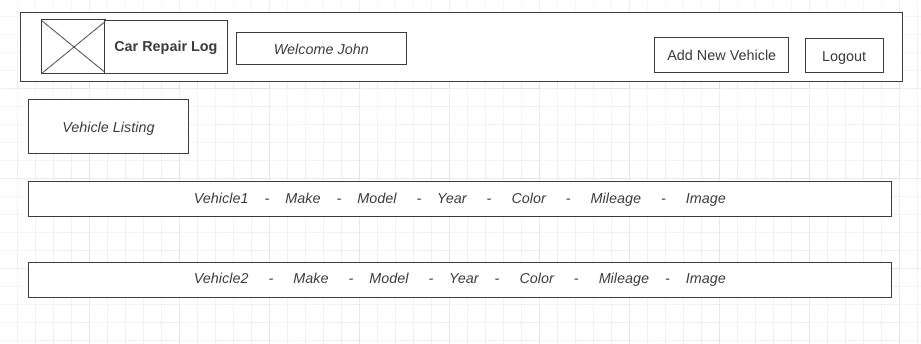 Car Repair Log
Welcome John
Add New Vehicle
Logout
Vehicle Listing
Vehicle1 - Make - Model - Year - Color - Mileage - Image
Vehicle2 - Make - Model - Year - Color - Mileage - Image